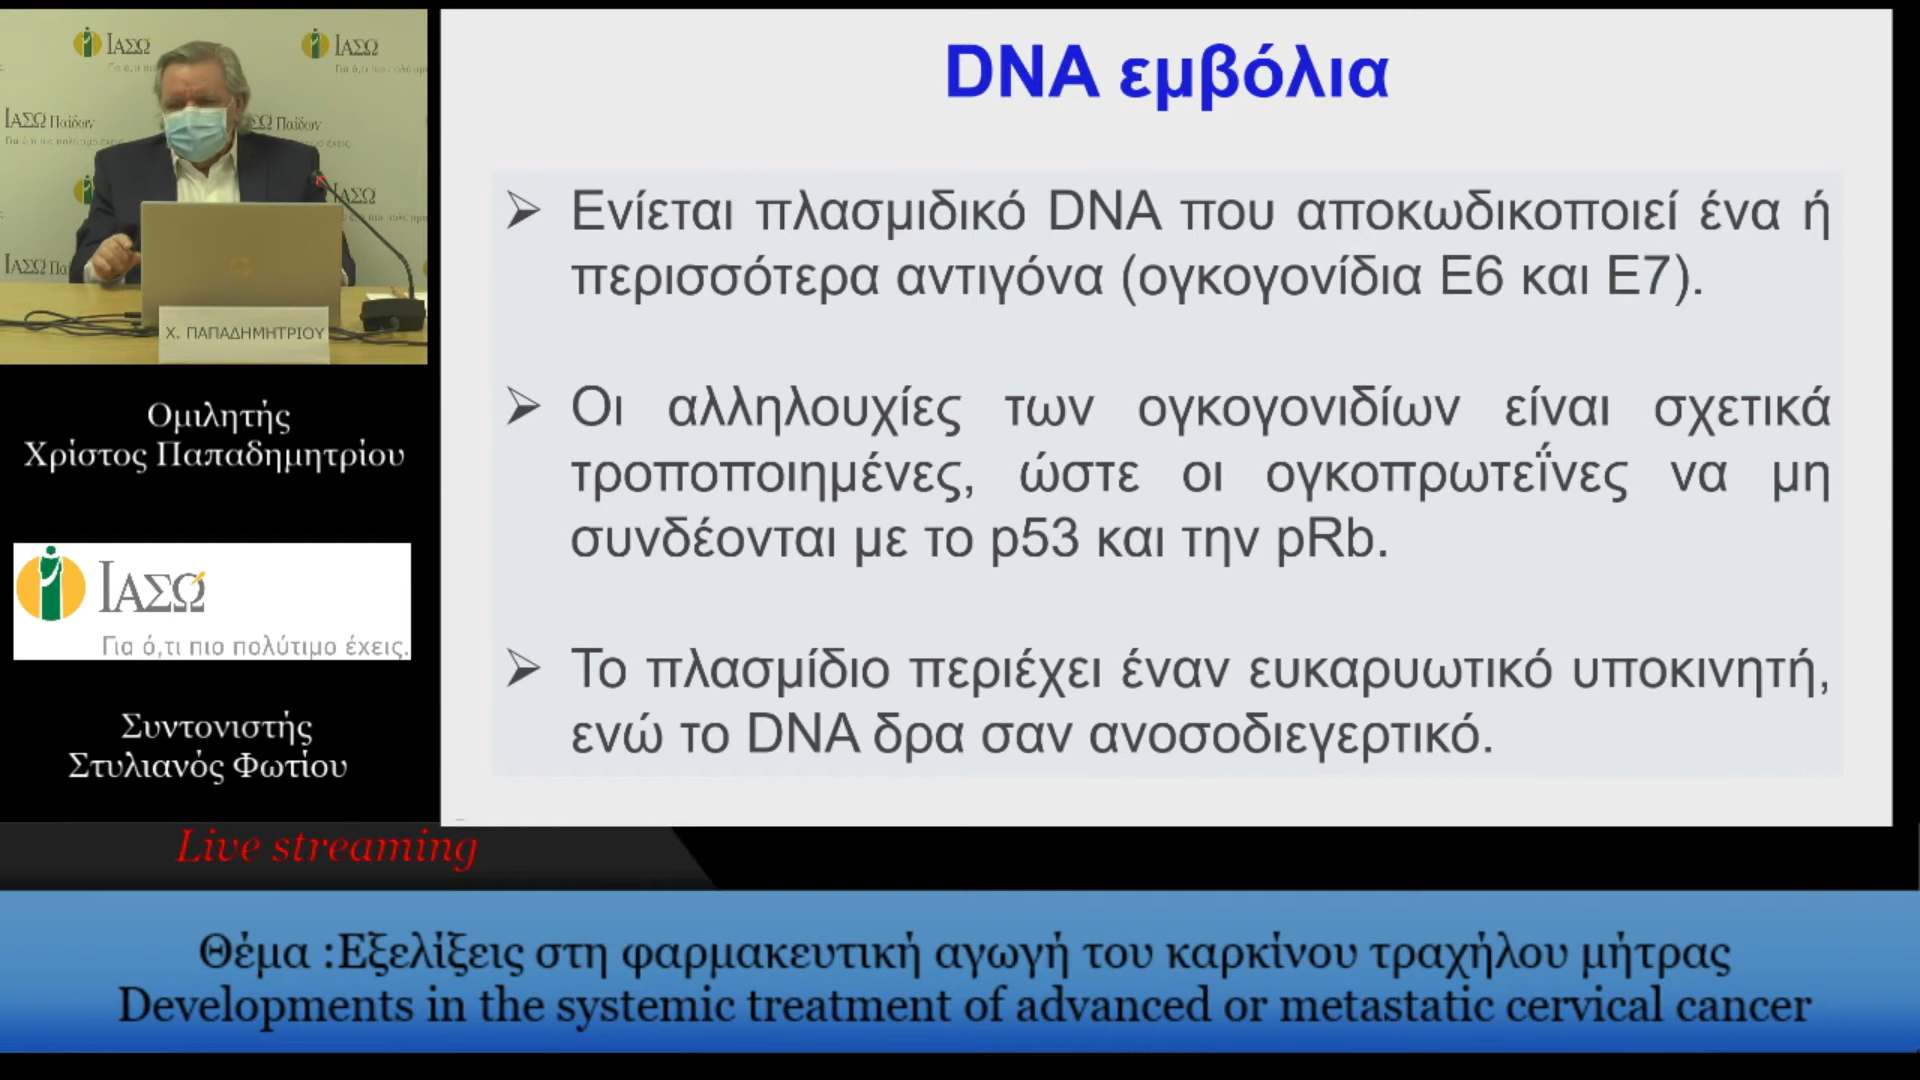 ΙΑΣΩ
ΙΑΣΩ
ΙΑΣΩ Παίδων
ΙΑΣΩ
Χ. ΠΑΠΑΔΗΜΗΤΡΙΟΥ
Ομιλητής
Χρίστος Παπαδημητρίου
ΙΑΣΩ
Για ό,τι πιο πολύτιμο έχεις.
Συντονιστής
Στυλιανός Φωτίου
DNA εμβόλια
➢ Ενίεται πλασμιδικό DNA που αποκωδικοποιεί ένα ή
περισσότερα αντιγόνα (ογκογονίδια Ε6 και Ε7).
➢ Οι αλληλουχίες των ογκογονιδίων είναι σχετικά
τροποποιημένες, ώστε οι ογκοπρωτεΐνες να μη
συνδέονται με το p53 και την pRb.
➢ Το πλασμίδιο περιέχει έναν ευκαρυωτικό υποκινητή,
ενώ το DNA δρα σαν ανοσοδιεγερτικό.
Live streaming
Θέμα :Εξελίξεις στη φαρμακευτική αγωγή του καρκίνου τραχήλου μήτρας
Developments in the systemic treatment of advanced or metastatic cervical cancer